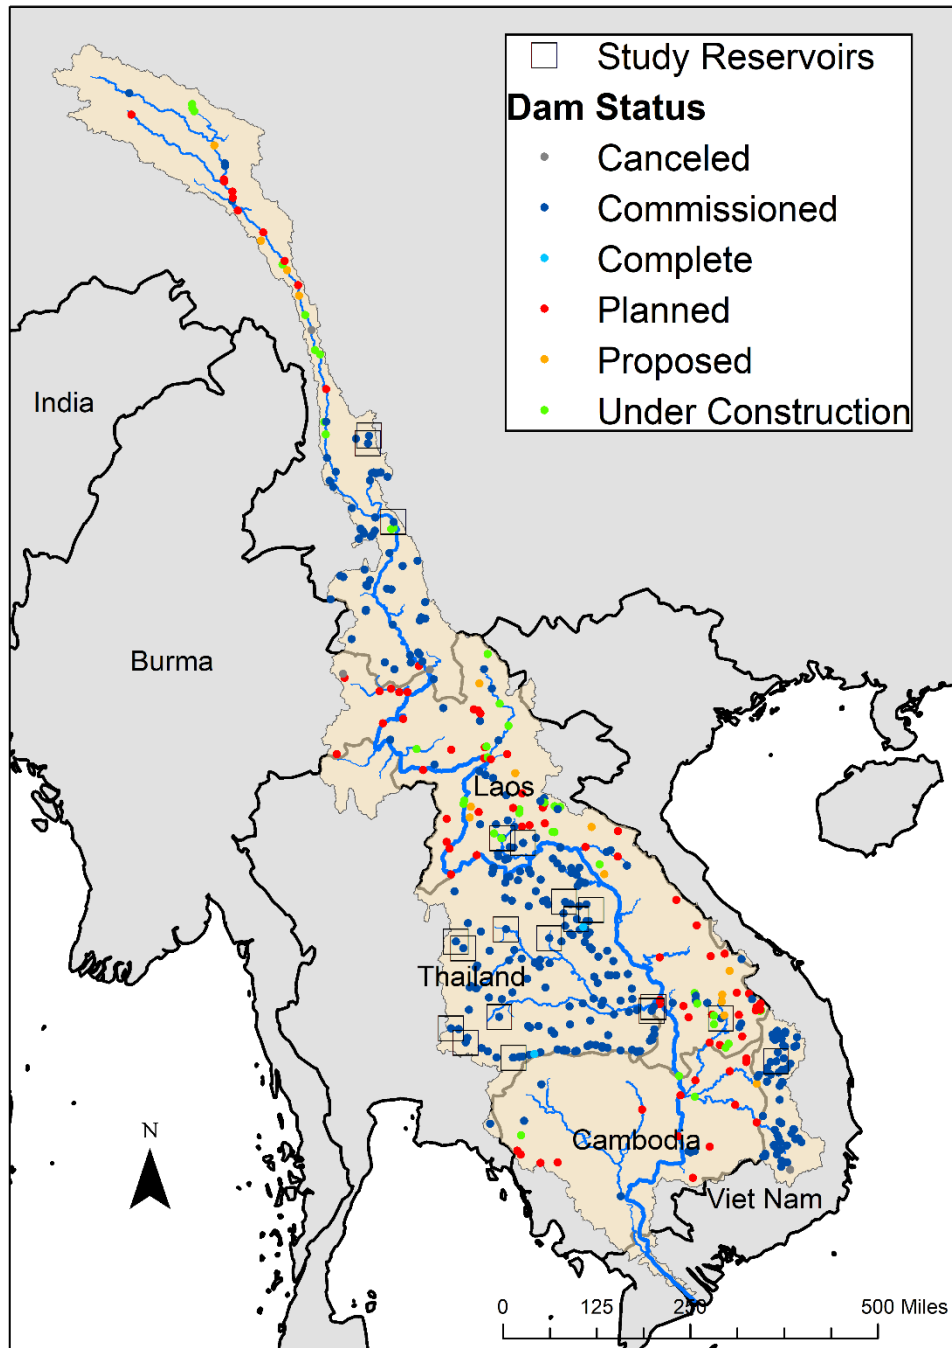 Study Reservoirs
Dam Status
Canceled
Commissioned
Complete
Planned
Proposed
Under Construction
India
Burma
Laos
Thailand
Cambodia
Viet Nam
N
0 125 250 500 Miles